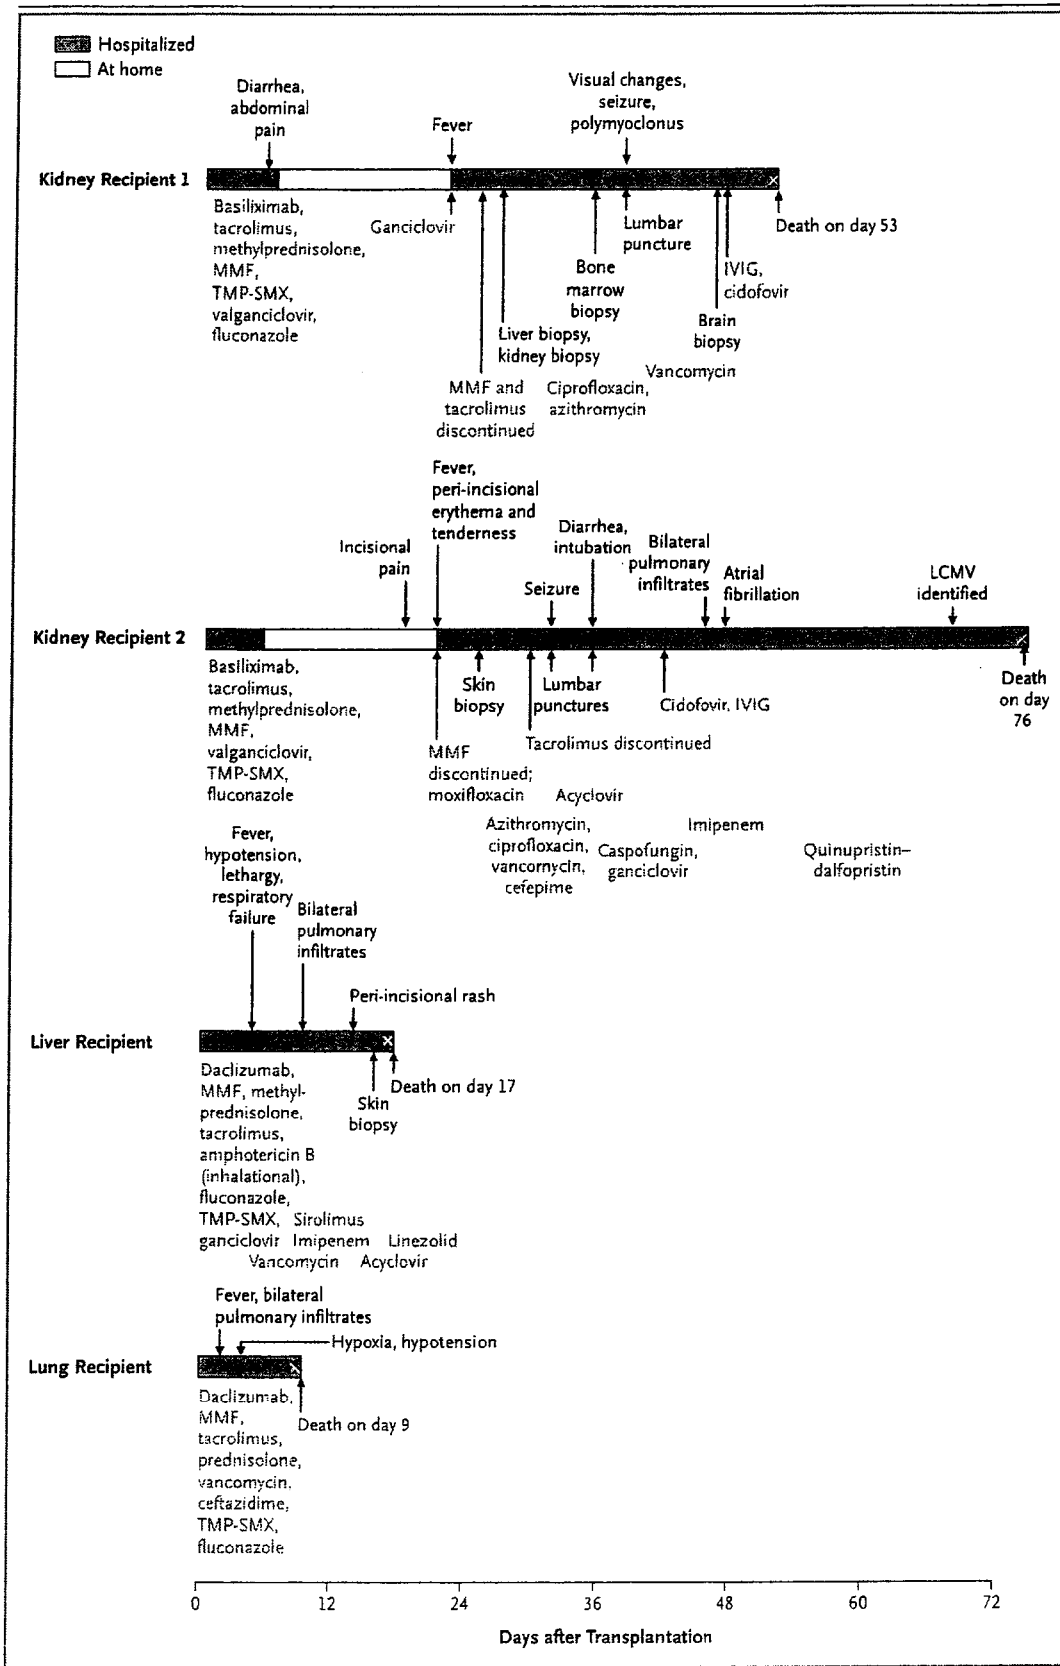 Hospitalized
At home
Diarrhea,
abdominal
pain
Fever
Visual changes,
seizure,
polymyoclonus
Kidney Recipient 1
Basiliximab,
tacrolimus,
methylprednisolone,
MMF,
TMP-SMX,
valganciclovir,
fluconazole
Ganciclovir
Lumbar
puncture
Death on day 53
Bone
marrow
biopsy
IVIG,
cidofovir
Brain
biopsy
Liver biopsy,
kidney biopsy
Vancomycin
MMF and
tacrolimus
discontinued
Ciprofloxacin,
azithromycin
Fever,
peri-incisional
erythema and
tenderness
Incisional
pain
Diarrhea,
intubation
Bilateral
pulmonary
infiltrates
Seizure
Atrial
fibrillation
LCMV
identified
Kidney Recipient 2
Basiliximab,
tacrolimus,
methylprednisolone,
MMF,
valganciclovir,
TMP-SMX,
fluconazole
Skin
biopsy
Lumbar
punctures
Cidofovir, IVIG
Death
on day
76
Tacrolimus discontinued
MMF
discontinued;
moxifloxacin
Acyclovir
Azithromycin,
ciprofloxacin,
vancomycin,
cefepime
Caspofungin,
ganciclovir
Imipenem
Quinupristin–
dalfopristin
Fever,
hypotension,
lethargy,
respiratory
failure
Bilateral
pulmonary
infiltrates
Peri-incisional rash
Liver Recipient
Daclizumab,
MMF, methyl-
prednisolone,
tacrolimus,
amphotericin B
(inhalational),
fluconazole,
TMP-SMX,
ganciclovir
Skin
biopsy
Death on day 17
Sirolimus
Imipenem
Linezolid
Vancomycin
Acyclovir
Fever, bilateral
pulmonary infiltrates
Hypoxia, hypotension
Lung Recipient
Daclizumab,
MMF,
tacrolimus,
prednisolone,
vancomycin,
ceftazidime,
TMP-SMX,
fluconazole
Death on day 9
0 12 24 36 48 60 72
Days after Transplantation